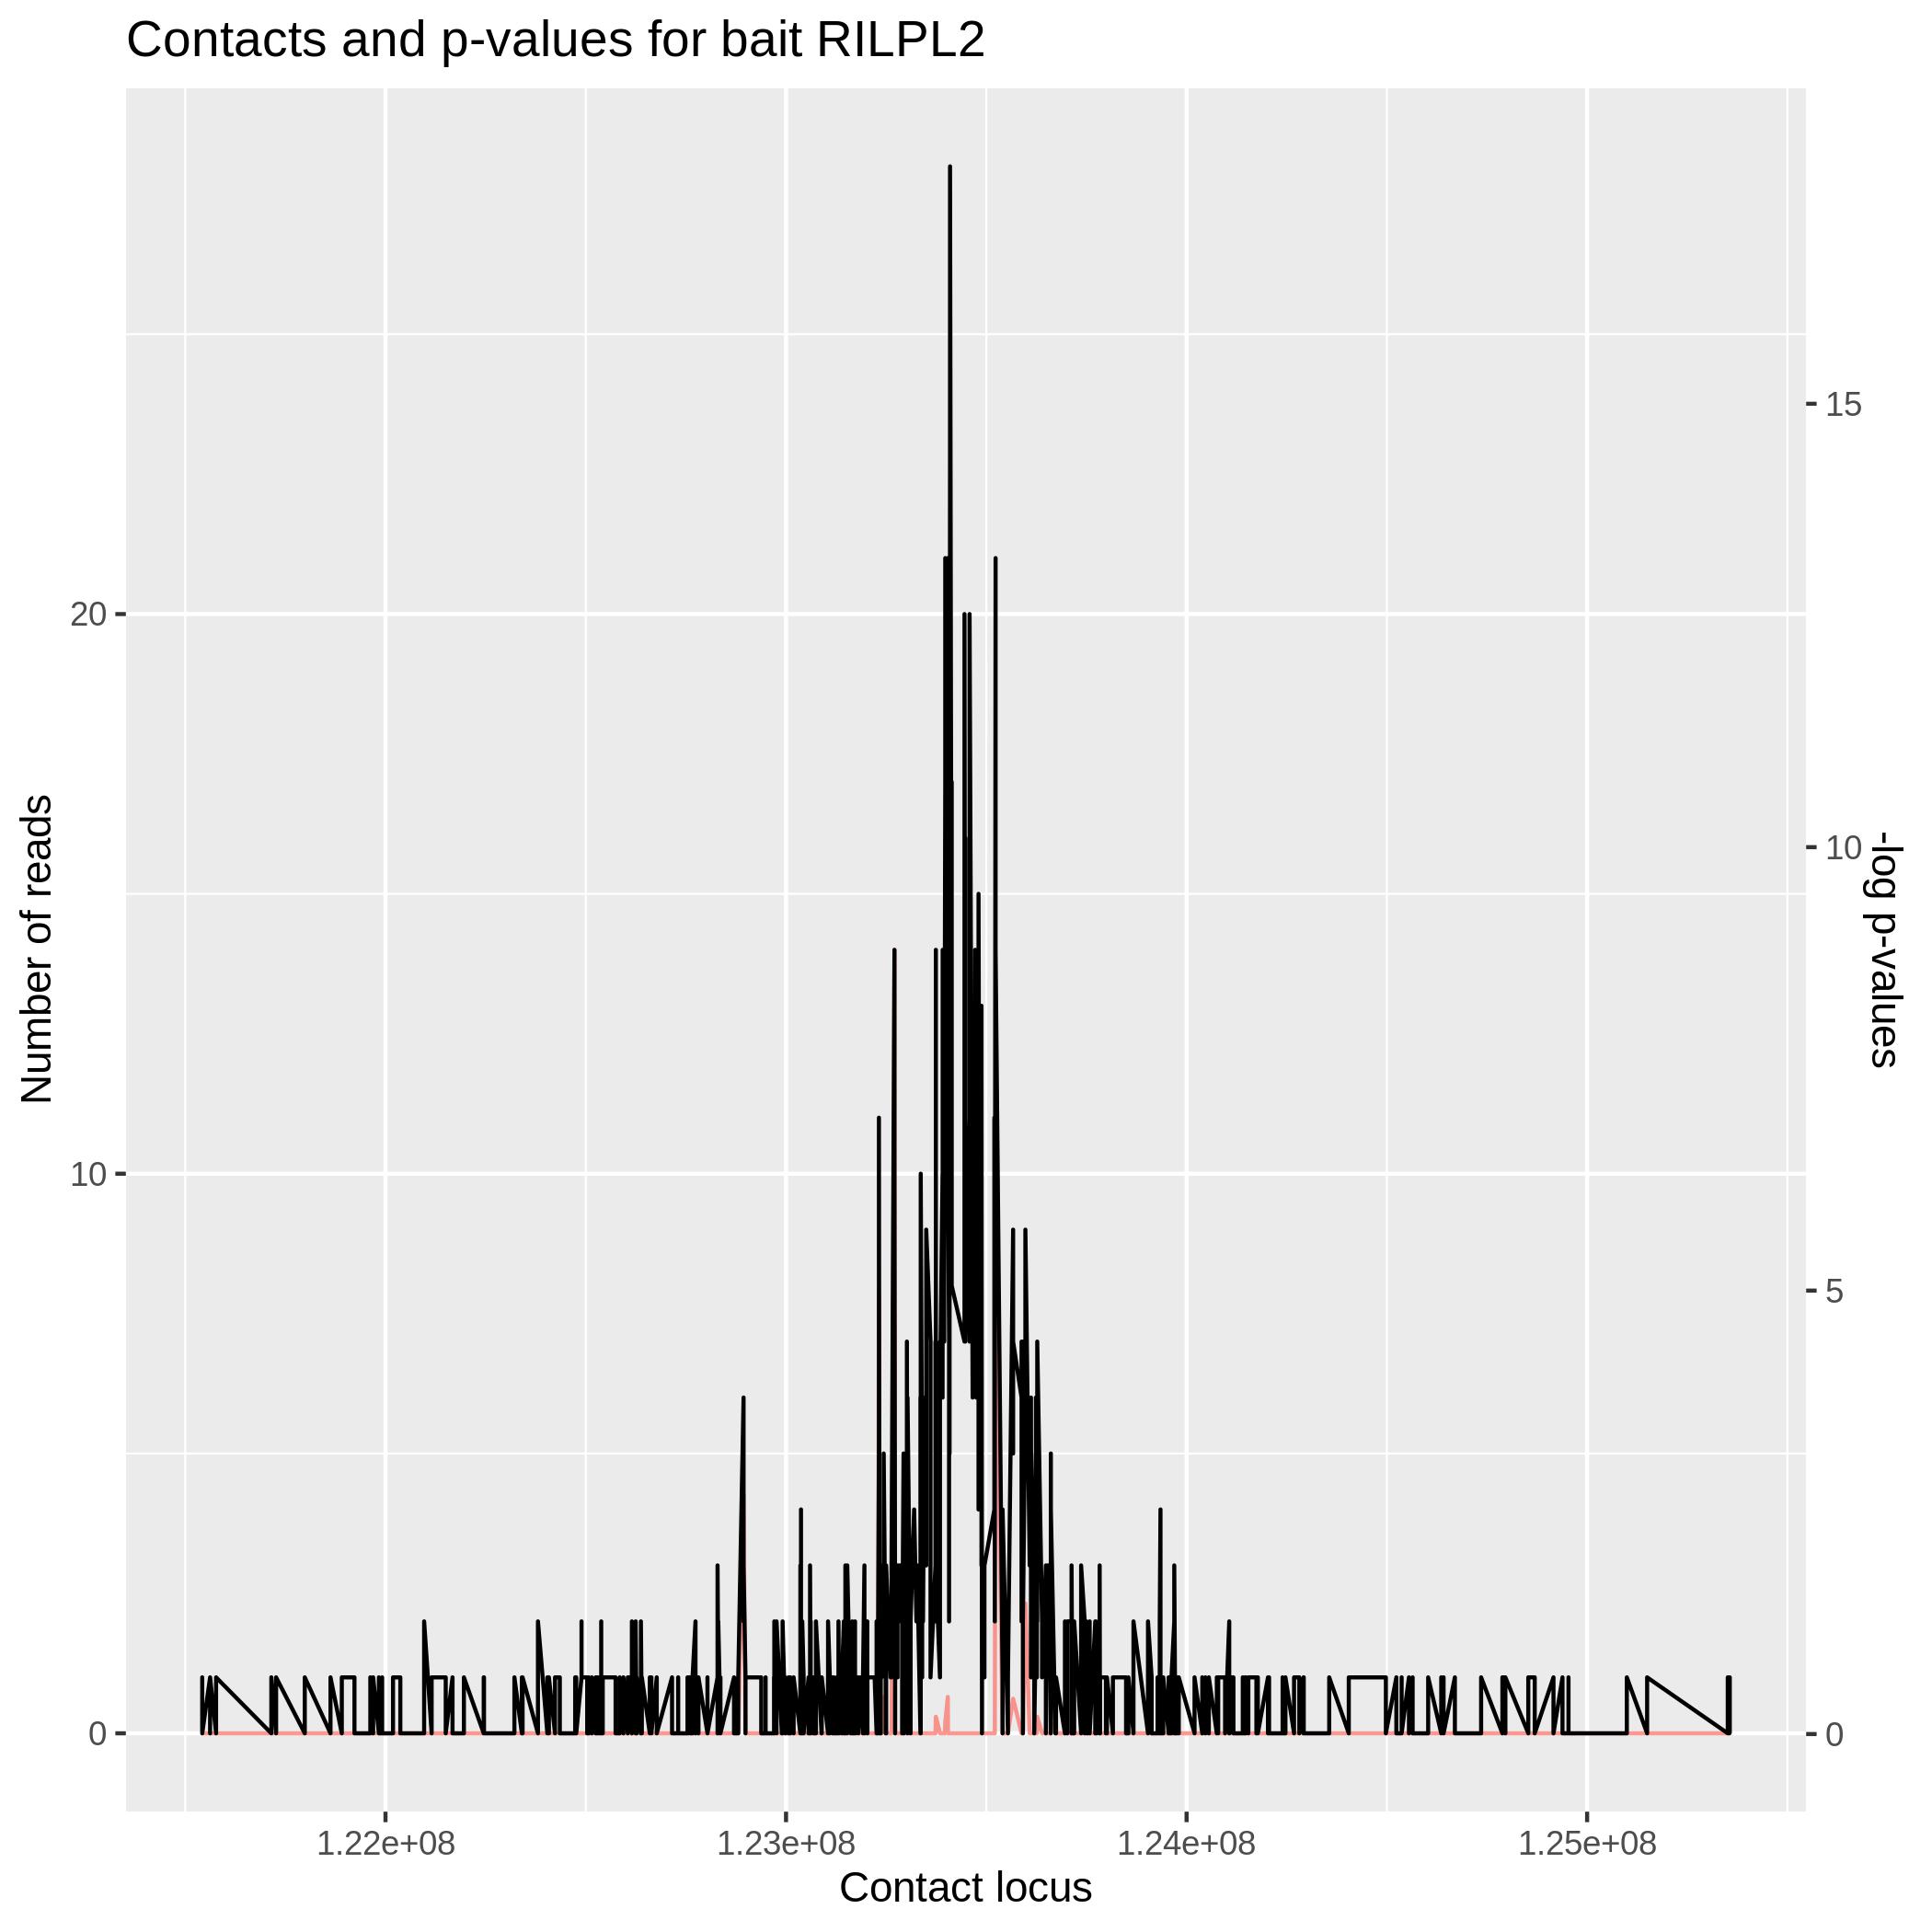 Contacts and p-values for bait RILPL2
Number of reads
20
10
0
15
10
5
0
-log p-values
1.22e+08
1.23e+08
1.24e+08
1.25e+08
Contact locus